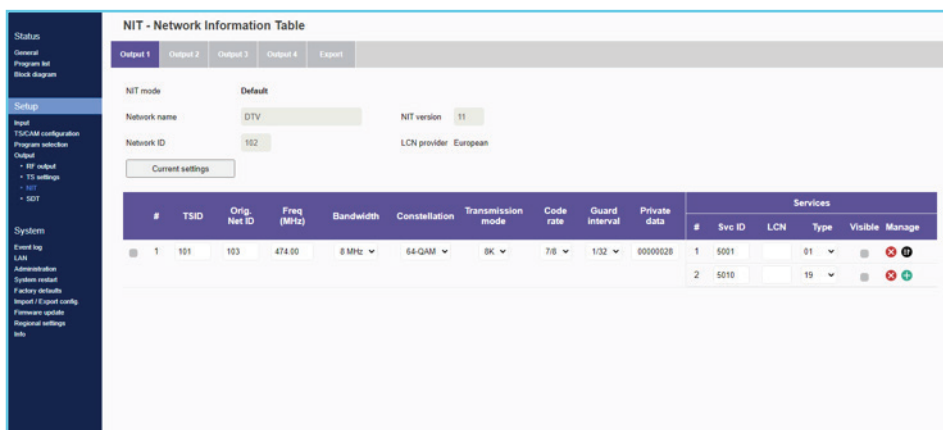 NIT - Network Information Table
Status
General
Program list
Block diagram
Setup
Input
TS/CAM configuration
Program selection
Output
• RF output
• TS settings
• NIT
• SDT
System
Event log
LAN
Administration
System restart
Factory defaults
Import / Export config.
Firmware update
Regional settings
Info
Output 1 Output 2 Output 3 Output 4 Export
NIT mode Default
Network name DTV NIT version 11
Network ID 102 LCN provider European
Current settings
# TSID Orig. Net ID Freq (MHz) Bandwidth Constellation Transmission mode Code rate Guard interval Private data Services
# Svc ID LCN Type Visible Manage
1 101 103 474.00 8 MHz 64-QAM 8K 7/8 1/32 00000028 1 5001 01
2 5010 19